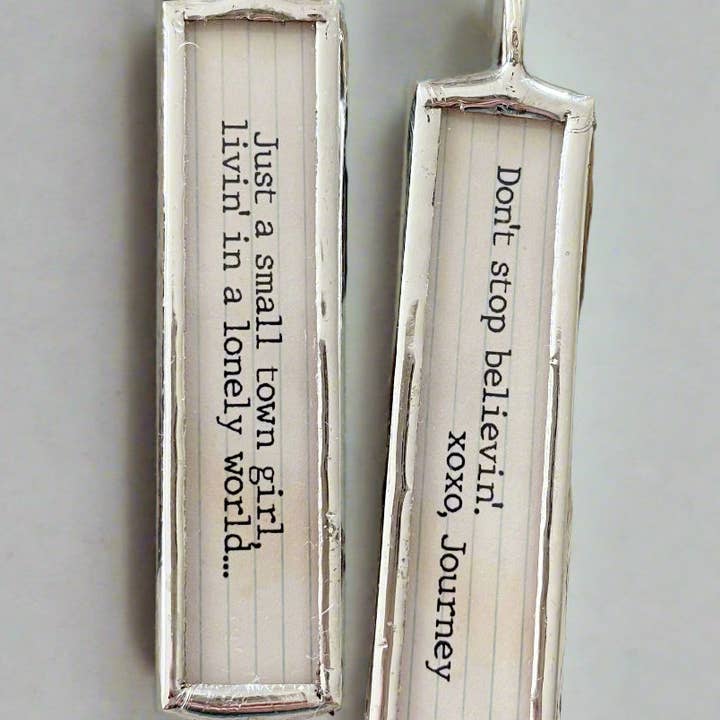 Just a small town girl,
livin' in a lonely world...
Don't stop believin'.
xoxo, Journey